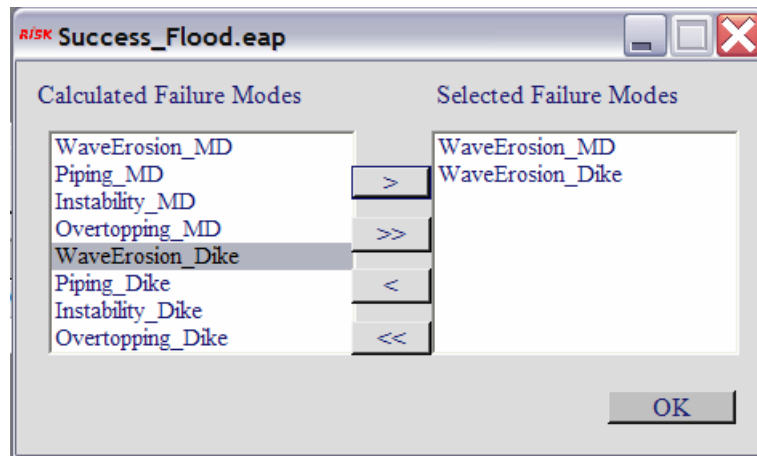 RISK Success_Flood.eap
Calculated Failure Modes
Selected Failure Modes
WaveErosion_MD
Piping_MD
Instability_MD
Overtopping_MD
WaveErosion_Dike
Piping_Dike
Instability_Dike
Overtopping_Dike
>
>>
<
<<
WaveErosion_MD
WaveErosion_Dike
OK